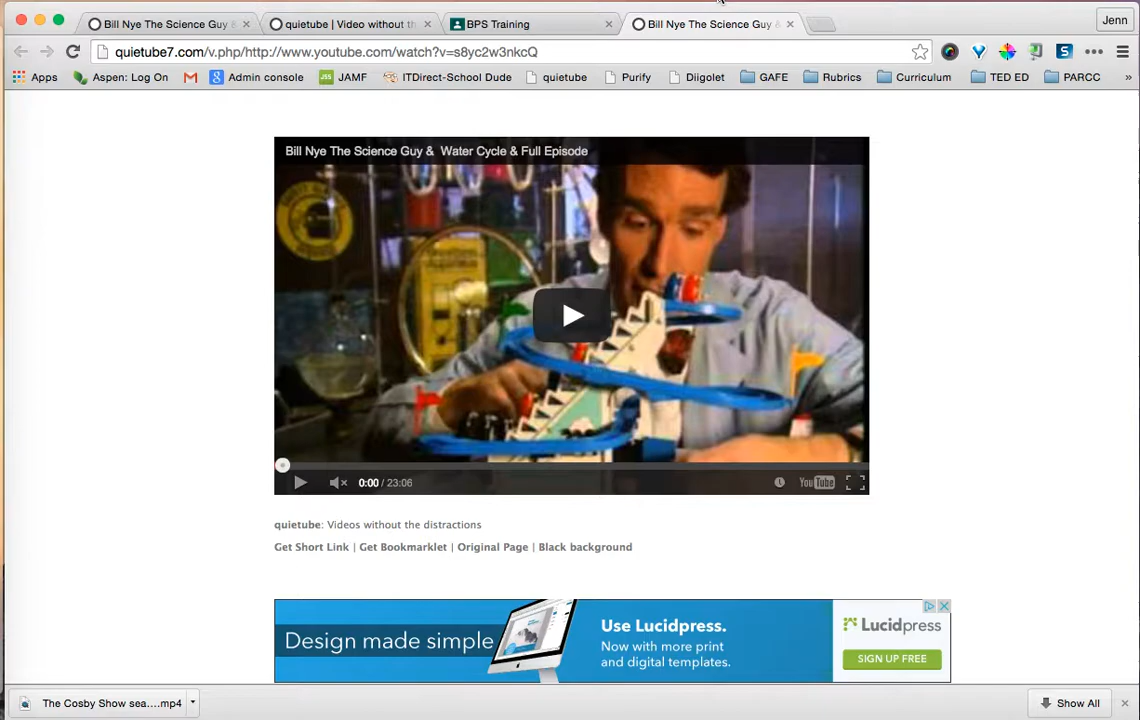 Bill Nye The Science Guy &
quietube | Video without th
BPS Training
Bill Nye The Science Guy &
Jenn
quietube7.com/v.php/http://www.youtube.com/watch?v=s8yc2w3nkcQ
Apps
Aspen: Log On
Admin console
JSS
JAMF
ITDirect-School Dude
quietube
Purify
Diigolet
GAFE
Rubrics
Curriculum
TED ED
PARCC
»
Bill Nye The Science Guy & Water Cycle & Full Episode
0:00 / 23:06
YouTube
quietube: Videos without the distractions
Get Short Link | Get Bookmarklet | Original Page | Black background
Design made simple
Use Lucidpress.
Now with more print
and digital templates.
Lucidpress
SIGN UP FREE
The Cosby Show sea....mp4
Show All